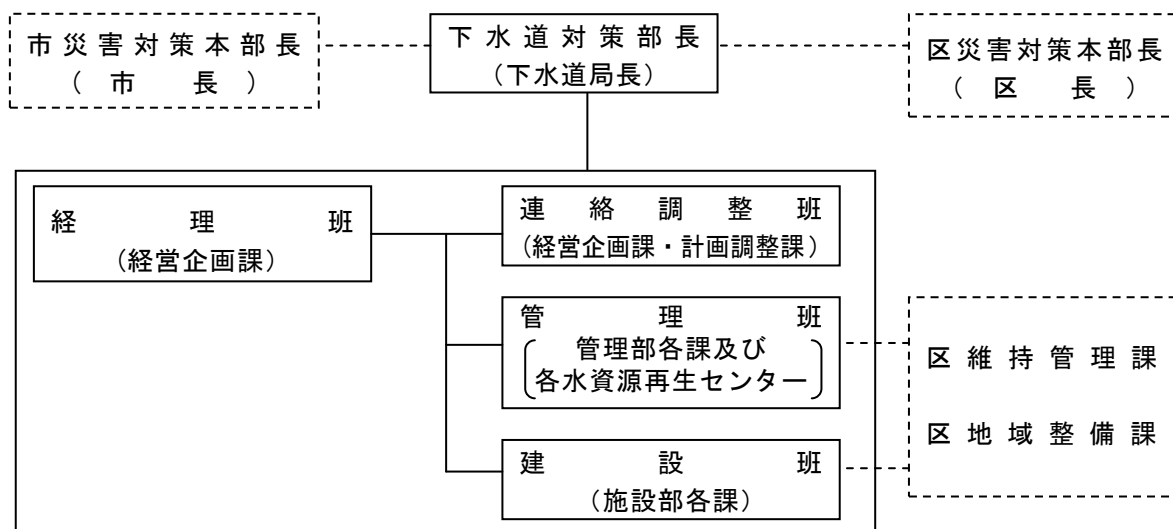 市災害対策本部長
（市長）
下水道対策部長
（下水道局長）
区災害対策本部長
（区長）
経理班
（経営企画課）
連絡調整班
（経営企画課・計画調整課）
管理班
管理部各課及び
各水資源再生センター
建設班
（施設部各課）
区維持管理課
区地域整備課